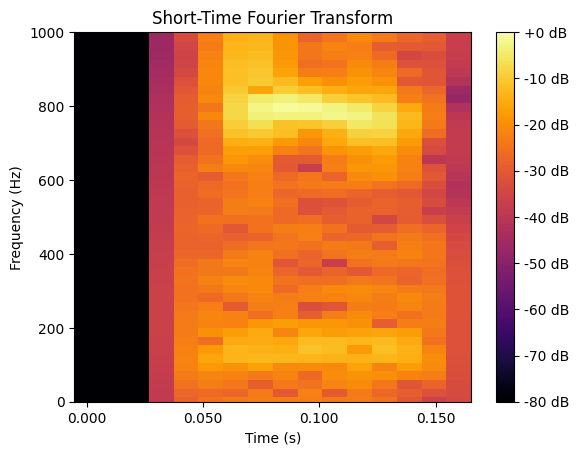 Short-Time Fourier Transform
1000
800
600
400
200
0
Frequency (Hz)
0.000
0.050
0.100
0.150
Time (s)
+0 dB
-10 dB
-20 dB
-30 dB
-40 dB
-50 dB
-60 dB
-70 dB
-80 dB